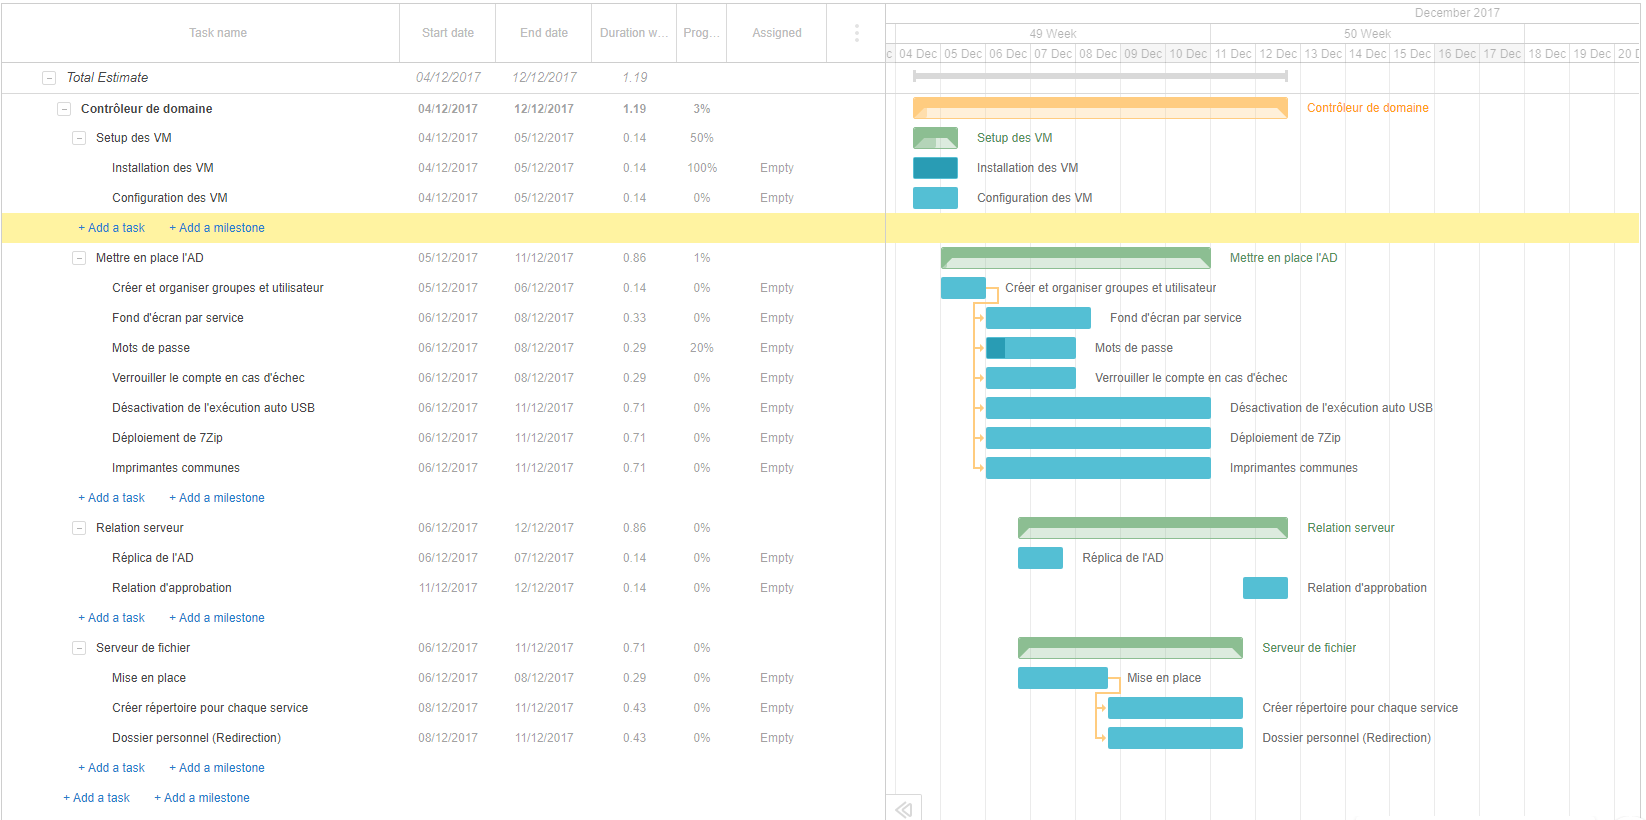 December 2017
Task name Start date End date Duration w... Prog... Assigned 49 Week 50 Week
c 04 Dec 05 Dec 06 Dec 07 Dec 08 Dec 09 Dec 10 Dec 11 Dec 12 Dec 13 Dec 14 Dec 15 Dec 16 Dec 17 Dec 18 Dec 19 Dec 20 D
Total Estimate 04/12/2017 12/12/2017 1.19
Contrôleur de domaine 04/12/2017 12/12/2017 1.19 3% Contrôleur de domaine
Setup des VM 04/12/2017 05/12/2017 0.14 50% Setup des VM
Installation des VM 04/12/2017 05/12/2017 0.14 100% Empty Installation des VM
Configuration des VM 04/12/2017 05/12/2017 0.14 0% Empty Configuration des VM
+ Add a task + Add a milestone
Mettre en place l'AD 05/12/2017 11/12/2017 0.86 1% Mettre en place l'AD
Créer et organiser groupes et utilisateur 05/12/2017 06/12/2017 0.14 0% Empty Créer et organiser groupes et utilisateur
Fond d'écran par service 06/12/2017 08/12/2017 0.33 0% Empty Fond d'écran par service
Mots de passe 06/12/2017 08/12/2017 0.29 20% Empty Mots de passe
Verrouiller le compte en cas d'échec 06/12/2017 08/12/2017 0.29 0% Empty Verrouiller le compte en cas d'échec
Désactivation de l'exécution auto USB 06/12/2017 11/12/2017 0.71 0% Empty Désactivation de l'exécution auto USB
Déploiement de 7Zip 06/12/2017 11/12/2017 0.71 0% Empty Déploiement de 7Zip
Imprimantes communes 06/12/2017 11/12/2017 0.71 0% Empty Imprimantes communes
+ Add a task + Add a milestone
Relation serveur 06/12/2017 12/12/2017 0.86 0% Relation serveur
Réplica de l'AD 06/12/2017 07/12/2017 0.14 0% Empty Réplica de l'AD
Relation d'approbation 11/12/2017 12/12/2017 0.14 0% Empty Relation d'approbation
+ Add a task + Add a milestone
Serveur de fichier 06/12/2017 11/12/2017 0.71 0% Serveur de fichier
Mise en place 06/12/2017 08/12/2017 0.29 0% Empty Mise en place
Créer répertoire pour chaque service 08/12/2017 11/12/2017 0.43 0% Empty Créer répertoire pour chaque service
Dossier personnel (Redirection) 08/12/2017 11/12/2017 0.43 0% Empty Dossier personnel (Redirection)
+ Add a task + Add a milestone
+ Add a task + Add a milestone